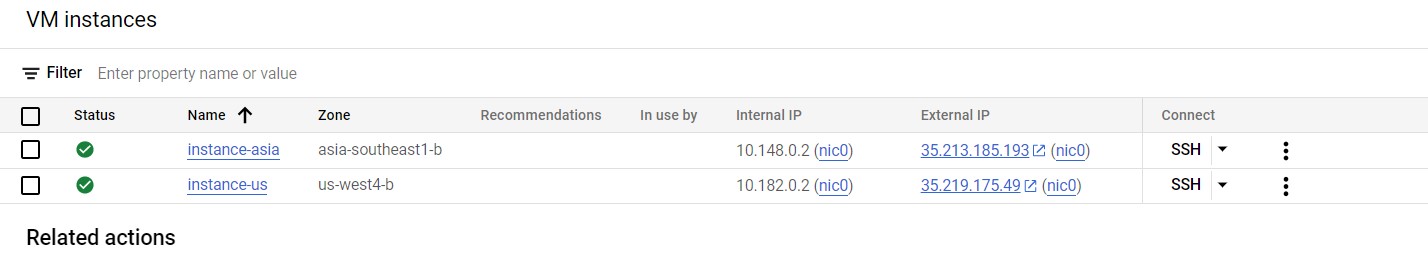 VM instances
Filter Enter property name or value
Status Name Zone Recommendations In use by Internal IP External IP Connect
instance-asia asia-southeast1-b 10.148.0.2 (nic0) 35.213.185.193 (nic0) SSH
instance-us us-west4-b 10.182.0.2 (nic0) 35.219.175.49 (nic0) SSH
Related actions